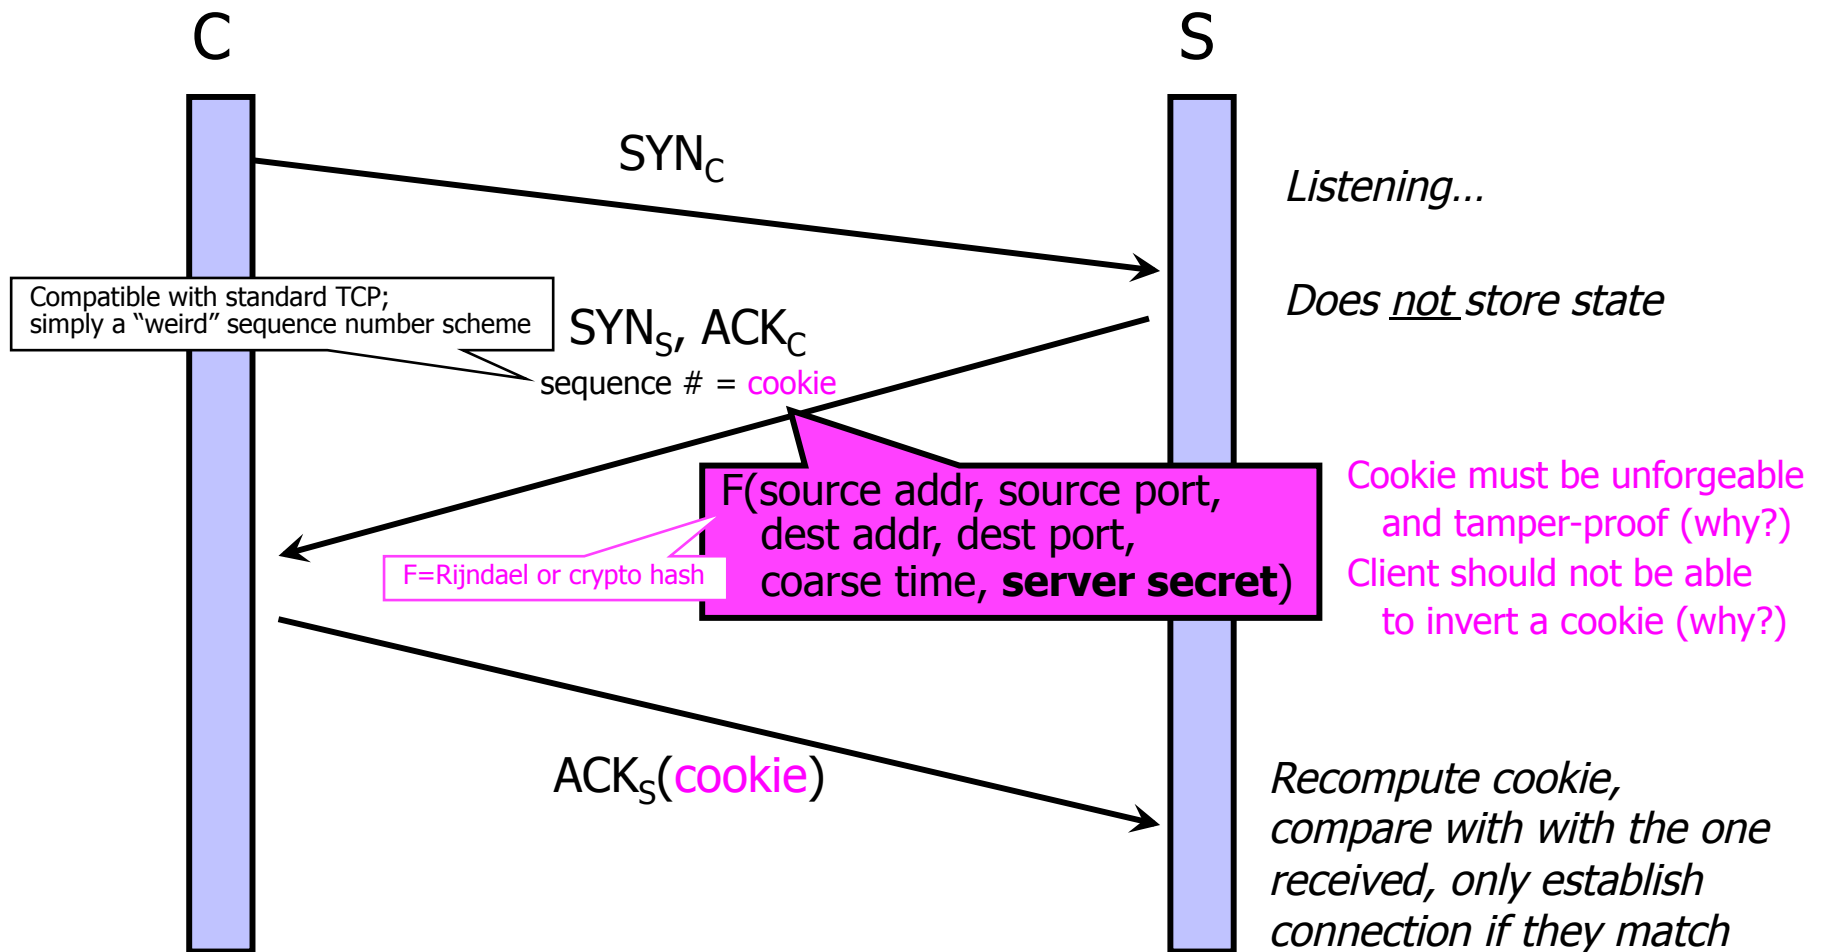 C
S
SYNC
Listening...
Does not store state
Compatible with standard TCP;
simply a “weird” sequence number scheme
SYNS, ACKC
sequence # = cookie
F(source addr, source port,
dest addr, dest port,
coarse time, server secret)
F=Rijndael or crypto hash
Cookie must be unforgeable
and tamper-proof (why?)
Client should not be able
to invert a cookie (why?)
ACKS(cookie)
Recompute cookie,
compare with with the one
received, only establish
connection if they match